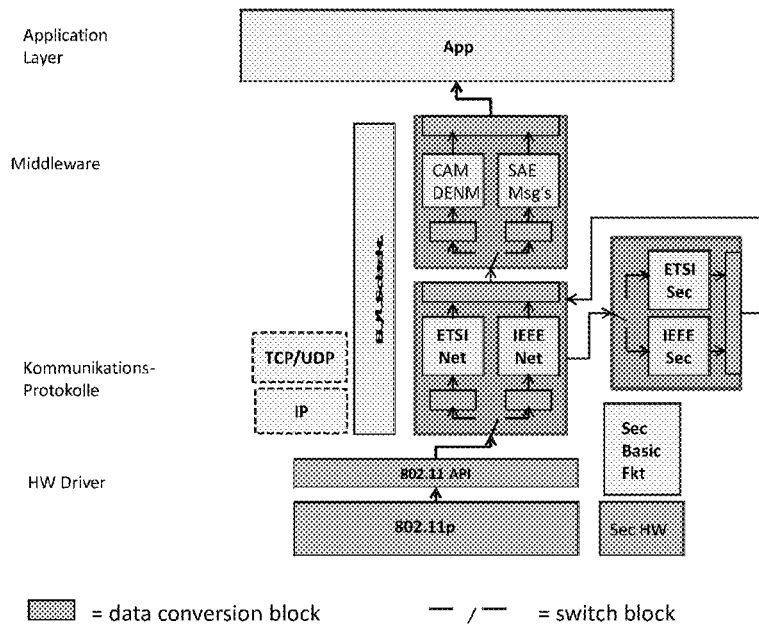 Application
Layer
App
Middleware
CAM
DENM
SAE
Msg's
ETSI
Sec
IEEE
Sec
ETSI
Net
IEEE
Net
TCP/UDP
IP
Kommunikations-
Protokolle
Sec
Basic
Fkt
HW Driver
802.11 API
802.11p
Sec HW
= data conversion block
— / — = switch block